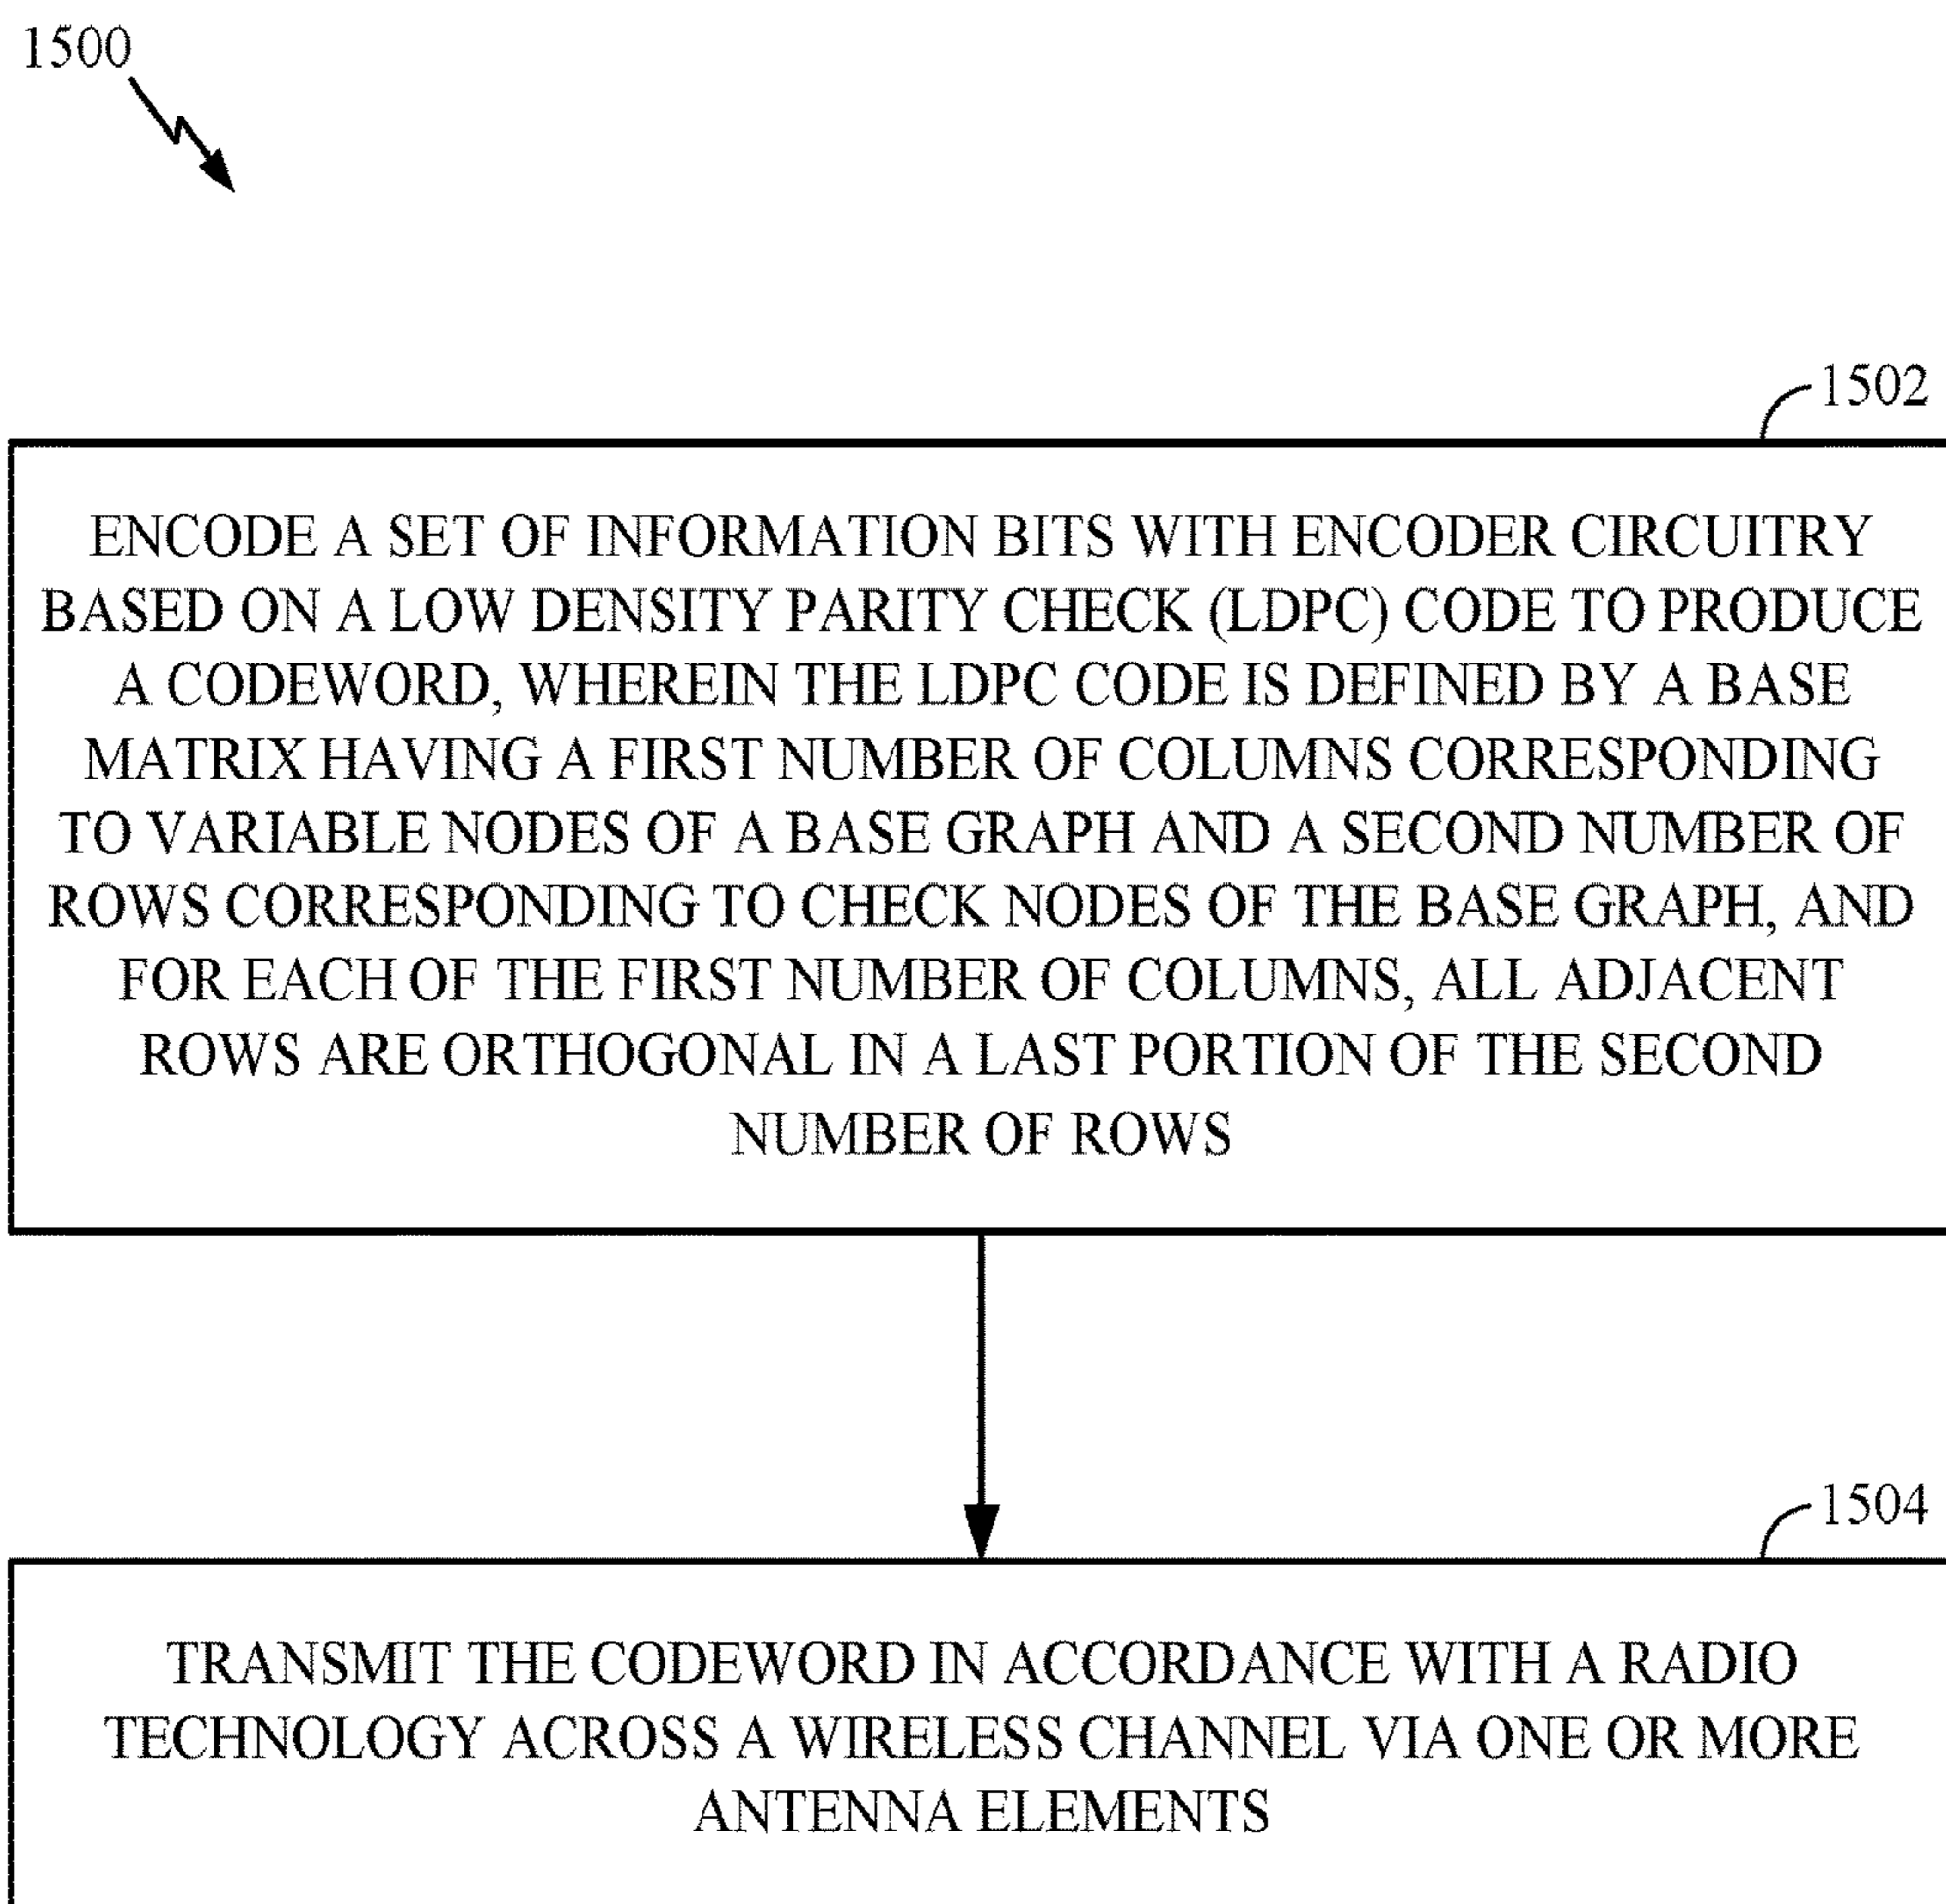 1500
1502
ENCODE A SET OF INFORMATION BITS WITH ENCODER CIRCUITRY
BASED ON A LOW DENSITY PARITY CHECK (LDPC) CODE TO PRODUCE
A CODEWORD, WHEREIN THE LDPC CODE IS DEFINED BY A BASE
MATRIX HAVING A FIRST NUMBER OF COLUMNS CORRESPONDING
TO VARIABLE NODES OF A BASE GRAPH AND A SECOND NUMBER OF
ROWS CORRESPONDING TO CHECK NODES OF THE BASE GRAPH, AND
FOR EACH OF THE FIRST NUMBER OF COLUMNS, ALL ADJACENT
ROWS ARE ORTHOGONAL IN A LAST PORTION OF THE SECOND
NUMBER OF ROWS
1504
TRANSMIT THE CODEWORD IN ACCORDANCE WITH A RADIO
TECHNOLOGY ACROSS A WIRELESS CHANNEL VIA ONE OR MORE
ANTENNA ELEMENTS